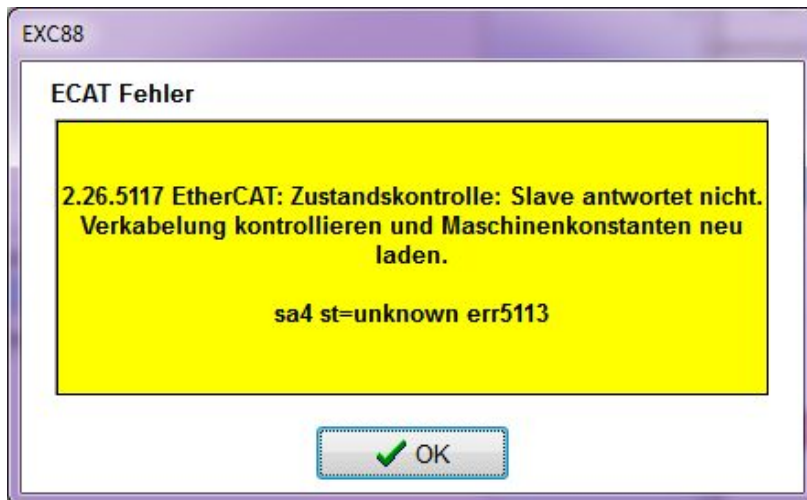 EXC88
ECAT Fehler
2.26.5117 EtherCAT: Zustandskontrolle: Slave antwortet nicht.
Verkabelung kontrollieren und Maschinenkonstanten neu
laden.
sa4 st=unknown err5113
OK